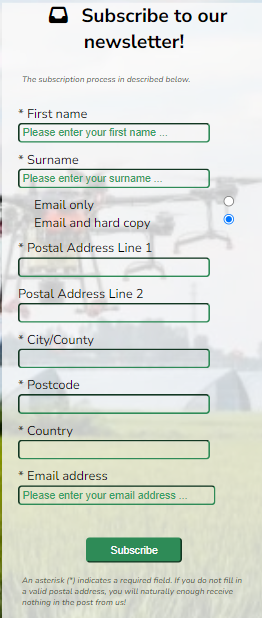 Subscribe to our
newsletter!
The subscription process in described below.
* First name
Please enter your first name ...
* Surname
Please enter your surname ...
Email only
Email and hard copy
* Postal Address Line 1
Postal Address Line 2
* City/County
* Postcode
* Country
* Email address
Please enter your email address ...
Subscribe
An asterisk (*) indicates a required field. If you do not fill in
a valid postal address, you will naturally enough receive
nothing in the post from us!